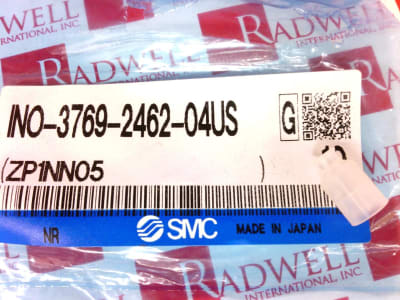 RADWELL
INTERNATIONAL, INC.
RADWELL
INTERNATIONAL INC.
INO-3769-2462-04US
G
(ZP1NN05 )
NR
SMC
MADE IN JAPAN
RADWELL
INTERNATIONAL, INC.